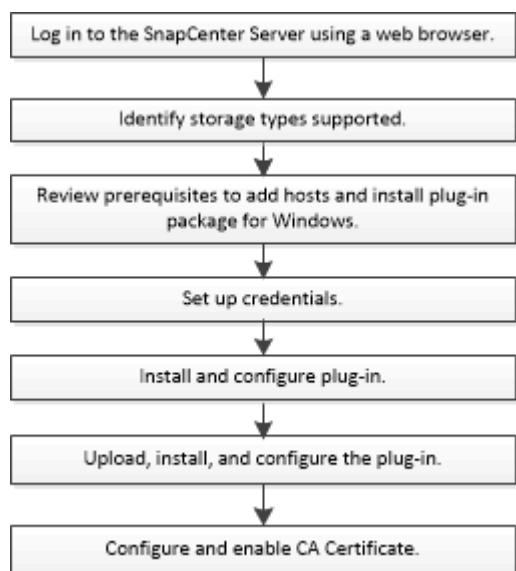 Log in to the SnapCenter Server using a web browser.
Identify storage types supported.
Review prerequisites to add hosts and install plug-in
package for Windows.
Set up credentials.
Install and configure plug-in.
Upload, install, and configure the plug-in.
Configure and enable CA Certificate.